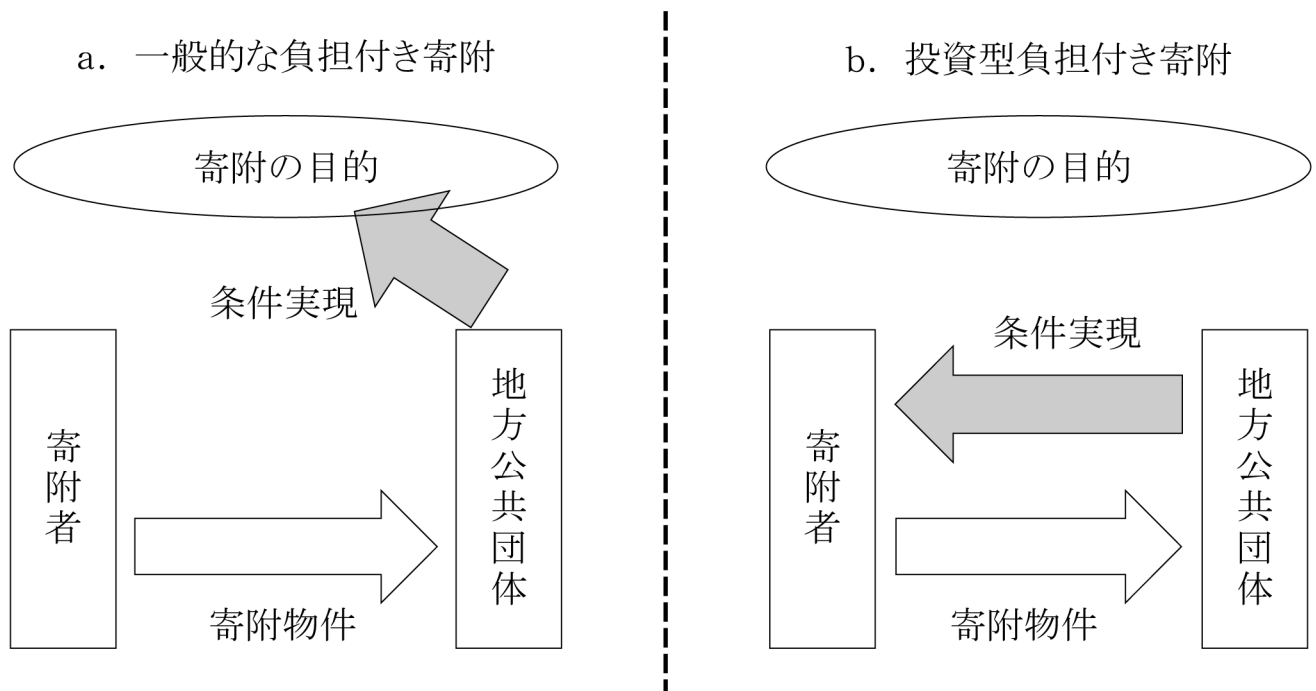 a. 一般的な負担付き寄附
寄附の目的
条件実現
寄附者
地方公共団体
寄附物件
b. 投資型負担付き寄附
寄附の目的
条件実現
寄附者
地方公共団体
寄附物件